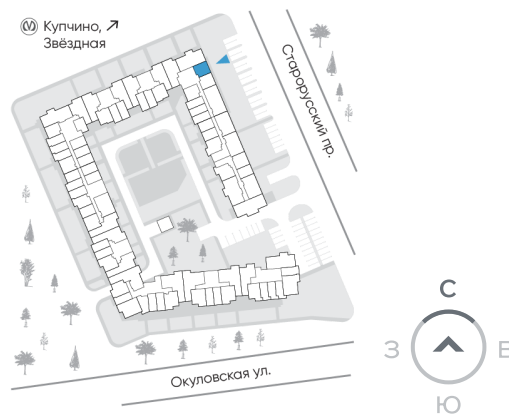 Купчино, ↗
Звёздная
Старорусский пр.
Окуловская ул.
С
З
В
Ю